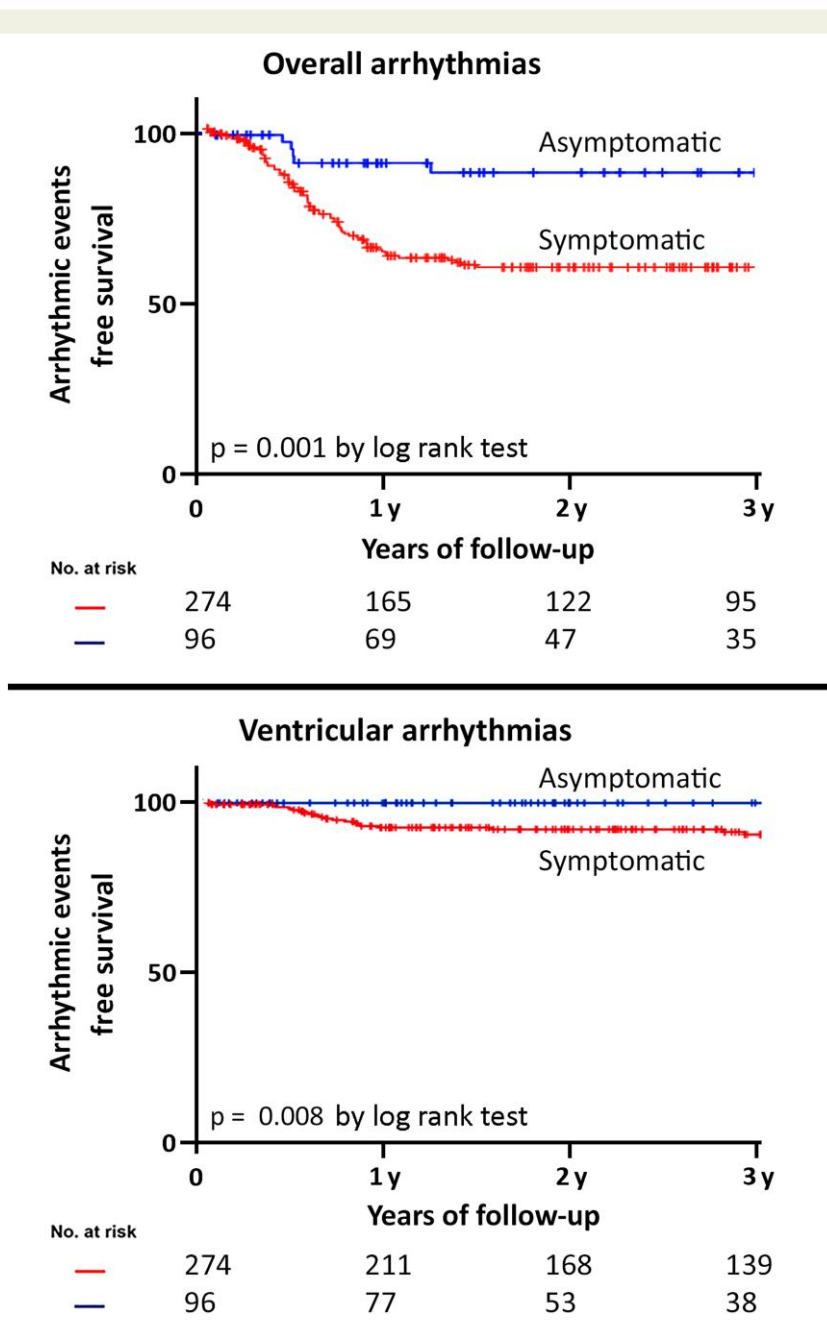 Overall arrhythmias
Arrhythmic events
free survival
100
50
0
Asymptomatic
Symptomatic
p = 0.001 by log rank test
0 1 y 2 y 3 y
Years of follow-up
No. at risk
274 165 122 95
96 69 47 35
Ventricular arrhythmias
Arrhythmic events
free survival
100
50
0
Asymptomatic
Symptomatic
p = 0.008 by log rank test
0 1 y 2 y 3 y
Years of follow-up
No. at risk
274 211 168 139
96 77 53 38